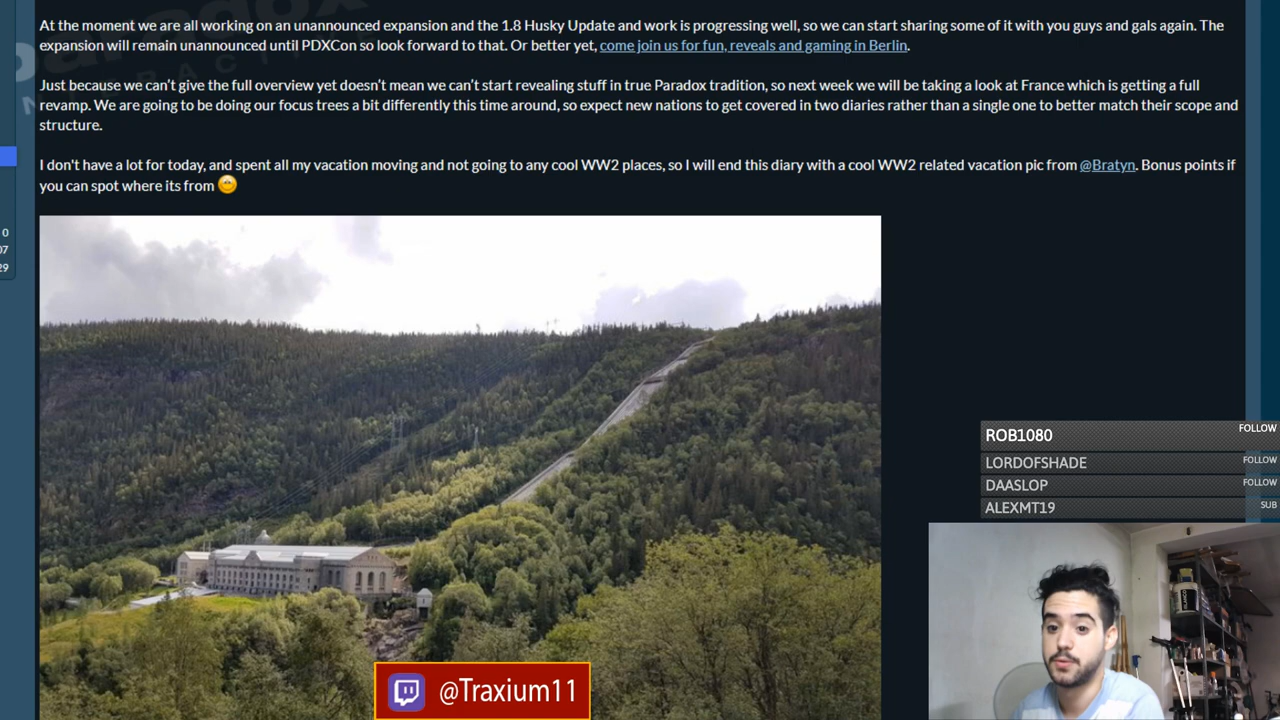 At the moment we are all working on an unannounced expansion and the 1.8 Husky Update and work is progressing well, so we can start sharing some of it with you guys and gals again. The
expansion will remain unannounced until PDXCon so look forward to that. Or better yet, come join us for fun, reveals and gaming in Berlin.
Just because we can't give the full overview yet doesn't mean we can't start revealing stuff in true Paradox tradition, so next week we will be taking a look at France which is getting a full
revamp. We are going to be doing our focus trees a bit differently this time around, so expect new nations to get covered in two diaries rather than a single one to better match their scope and
structure.
I don't have a lot for today, and spent all my vacation moving and not going to any cool WW2 places, so I will end this diary with a cool WW2 related vacation pic from @Bratyn. Bonus points if
you can spot where its from
0
07
29
ROB1080 FOLLOW
LORDOFSHADE FOLLOW
DAASLOP FOLLOW
ALEXMT19 SUB
@Traxium11